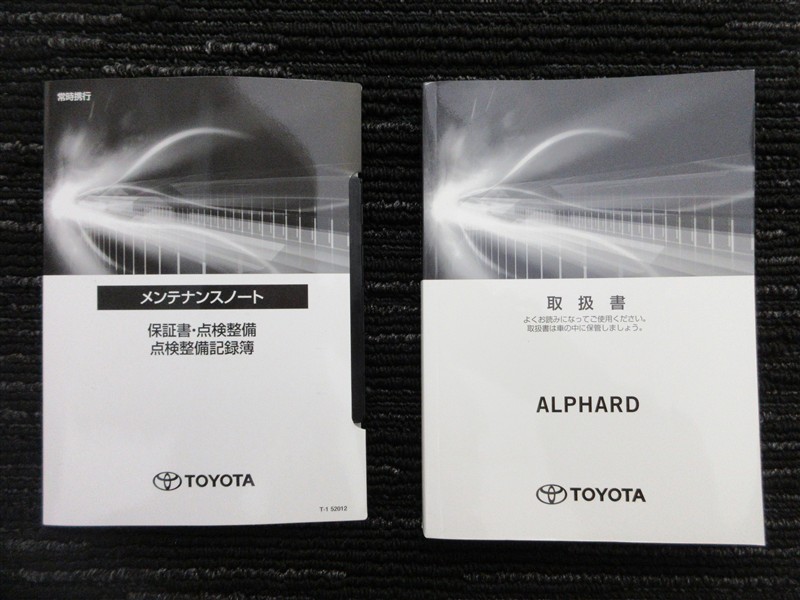 常時携行
メンテナンスノート
保証書・点検整備
点検整備記録簿
TOYOTA
T-1 52012
取扱書
よくお読みになってご使用ください。
取扱書は車の中に保管しましょう。
ALPHARD
TOYOTA